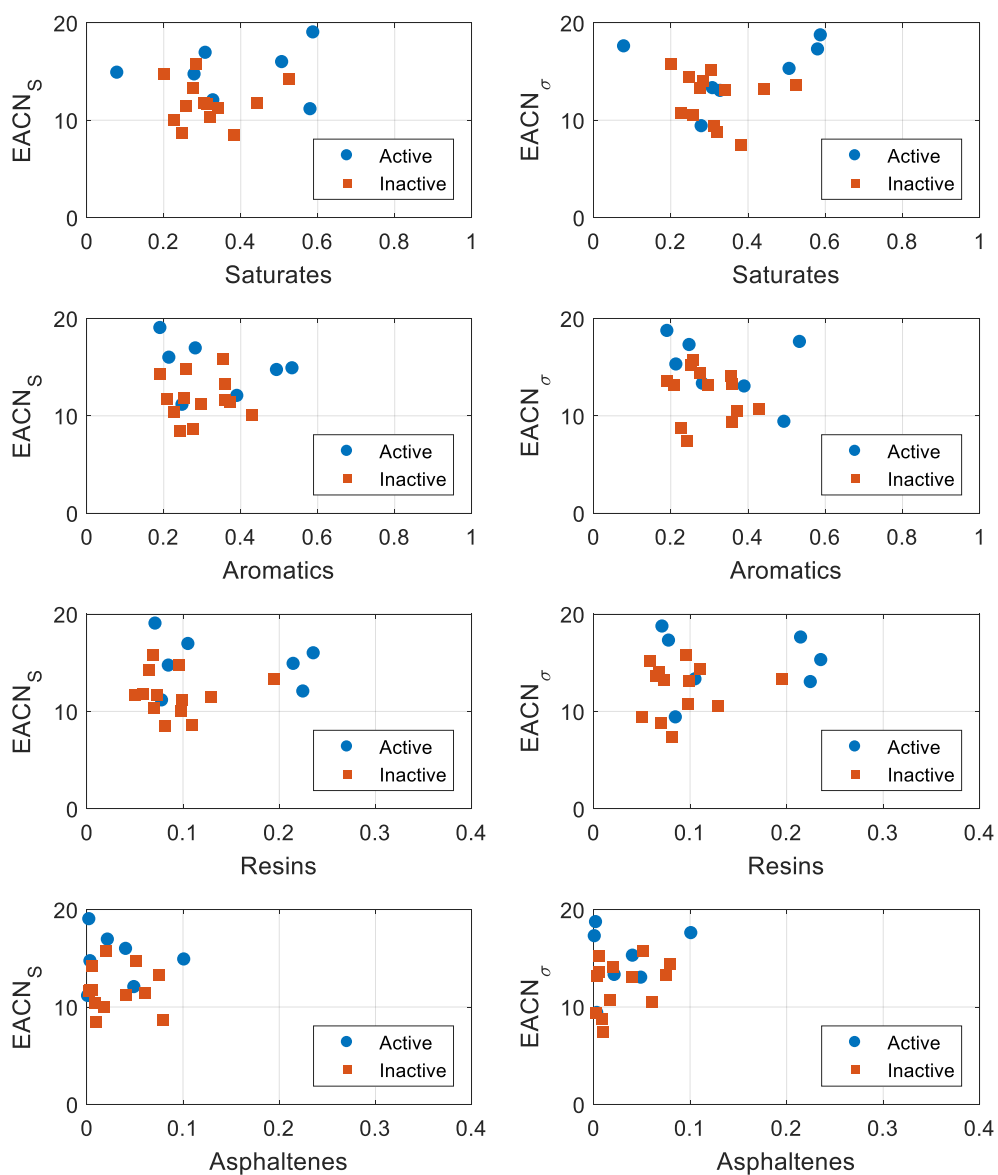 20
10
0
EACN_S
Active
Inactive
0 0.2 0.4 0.6 0.8 1
Saturates
20
10
0
EACN_σ
Active
Inactive
0 0.2 0.4 0.6 0.8 1
Saturates
20
10
0
EACN_S
Active
Inactive
0 0.2 0.4 0.6 0.8 1
Aromatics
20
10
0
EACN_σ
Active
Inactive
0 0.2 0.4 0.6 0.8 1
Aromatics
20
10
0
EACN_S
Active
Inactive
0 0.1 0.2 0.3 0.4
Resins
20
10
0
EACN_σ
Active
Inactive
0 0.1 0.2 0.3 0.4
Resins
20
10
0
EACN_S
Active
Inactive
0 0.1 0.2 0.3 0.4
Asphaltenes
20
10
0
EACN_σ
Active
Inactive
0 0.1 0.2 0.3 0.4
Asphaltenes